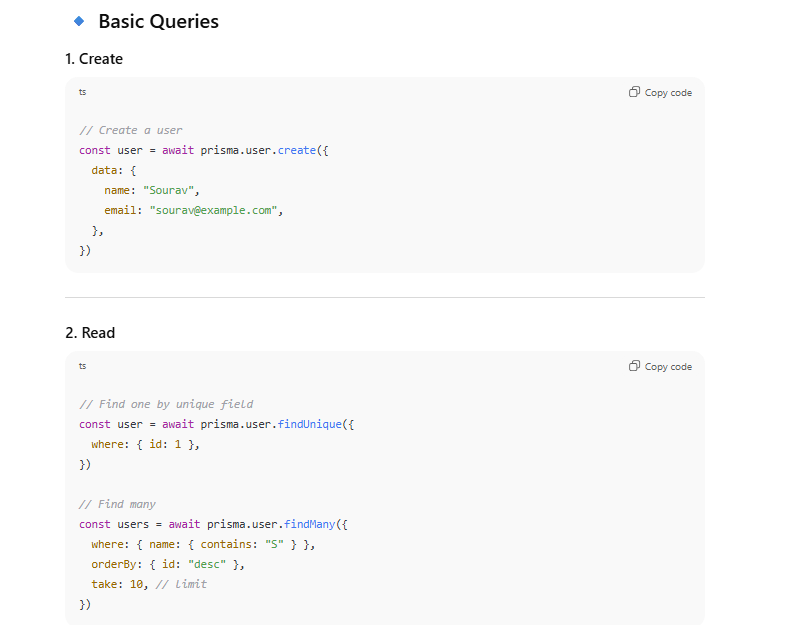 Basic Queries
1. Create
ts
Copy code
// Create a user
const user = await prisma.user.create({
  data: {
    name: "Sourav",
    email: "sourav@example.com",
  },
})
2. Read
ts
Copy code
// Find one by unique field
const user = await prisma.user.findUnique({
  where: { id: 1 },
})
// Find many
const users = await prisma.user.findMany({
  where: { name: { contains: "S" } },
  orderBy: { id: "desc" },
  take: 10, // limit
})